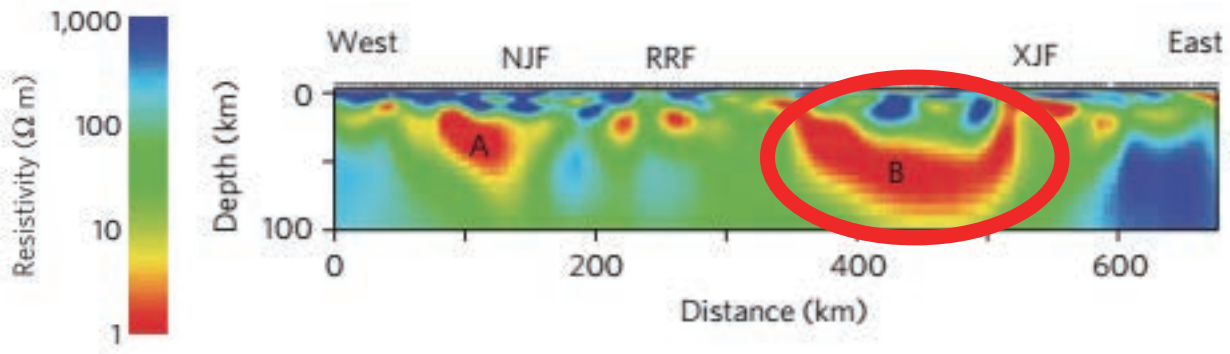 1,000
100
10
1
Resistivity (Ω m)
West NJF RRF XJF East
0
100
Depth (km)
A B
0 200 400 600
Distance (km)